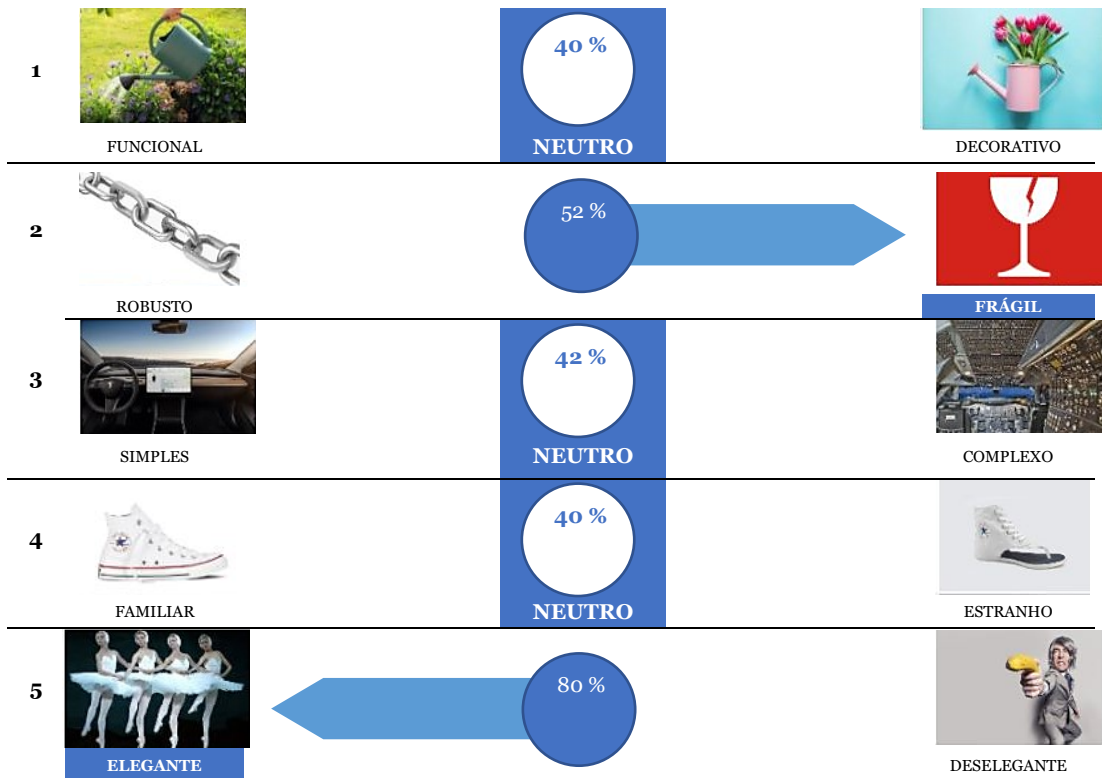 1
40 %
FUNCIONAL
NEUTRO
DECORATIVO
2
52 %
ROBUSTO
FRÁGIL
3
42 %
SIMPLES
NEUTRO
COMPLEXO
4
40 %
FAMILIAR
NEUTRO
ESTRANHO
5
80 %
ELEGANTE
DESELEGANTE